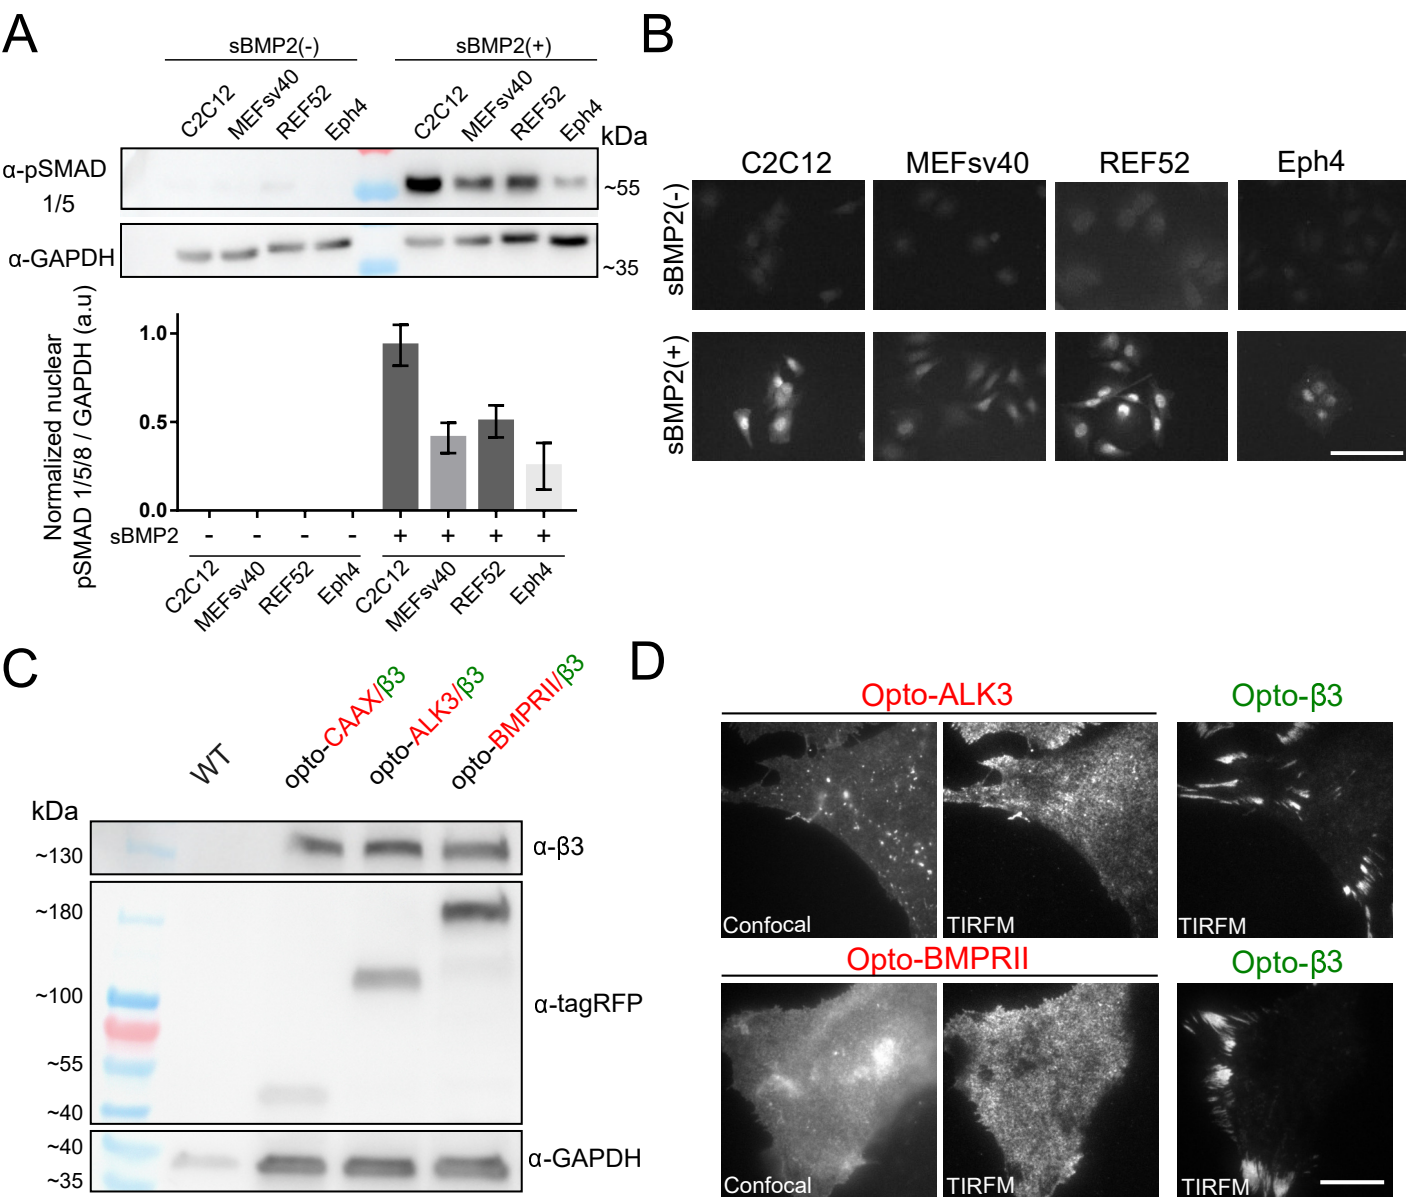 A
sBMP2(-)
sBMP2(+)
C2C12
MEFsv40
REF52
Eph4
C2C12
MEFsv40
REF52
Eph4
kDa
α-pSMAD
1/5
~55
α-GAPDH
~35
Normalized nuclear
pSMAD 1/5/8 / GAPDH (a.u)
1.0
0.5
0.0
sBMP2 - - - - + + + +
C2C12
MEFsv40
REF52
Eph4
C2C12
MEFsv40
REF52
Eph4
B
C2C12 MEFsv40 REF52 Eph4
sBMP2(-)
sBMP2(+)
C
WT
opto-CAAX/β3
opto-ALK3/β3
opto-BMPRII/β3
kDa
~130
α-β3
~180
~100
~55
~40
α-tagRFP
~40
~35
α-GAPDH
D
Opto-ALK3
Opto-β3
Confocal
TIRFM
TIRFM
Opto-BMPRII
Opto-β3
Confocal
TIRFM
TIRFM